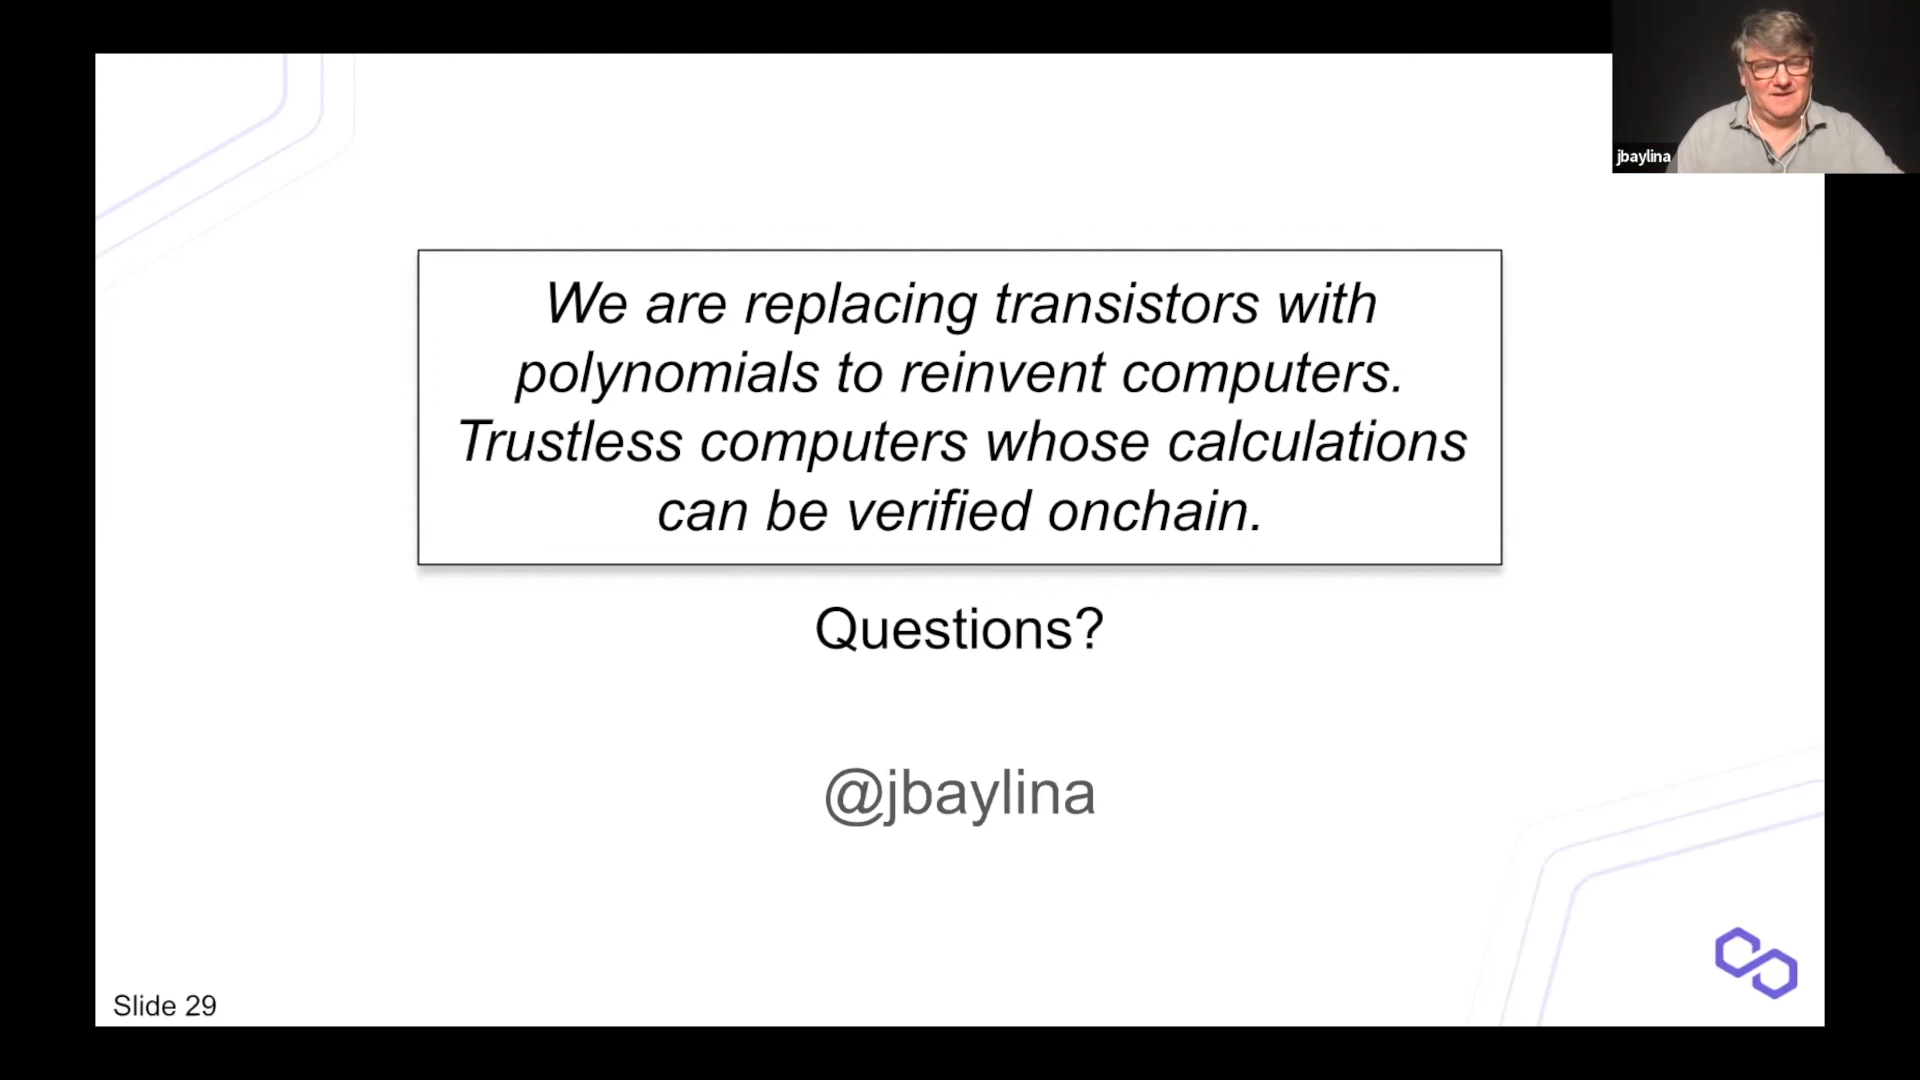 jbaylina
We are replacing transistors with
polynomials to reinvent computers.
Trustless computers whose calculations
can be verified onchain.
Questions?
@jbaylina
Slide 29